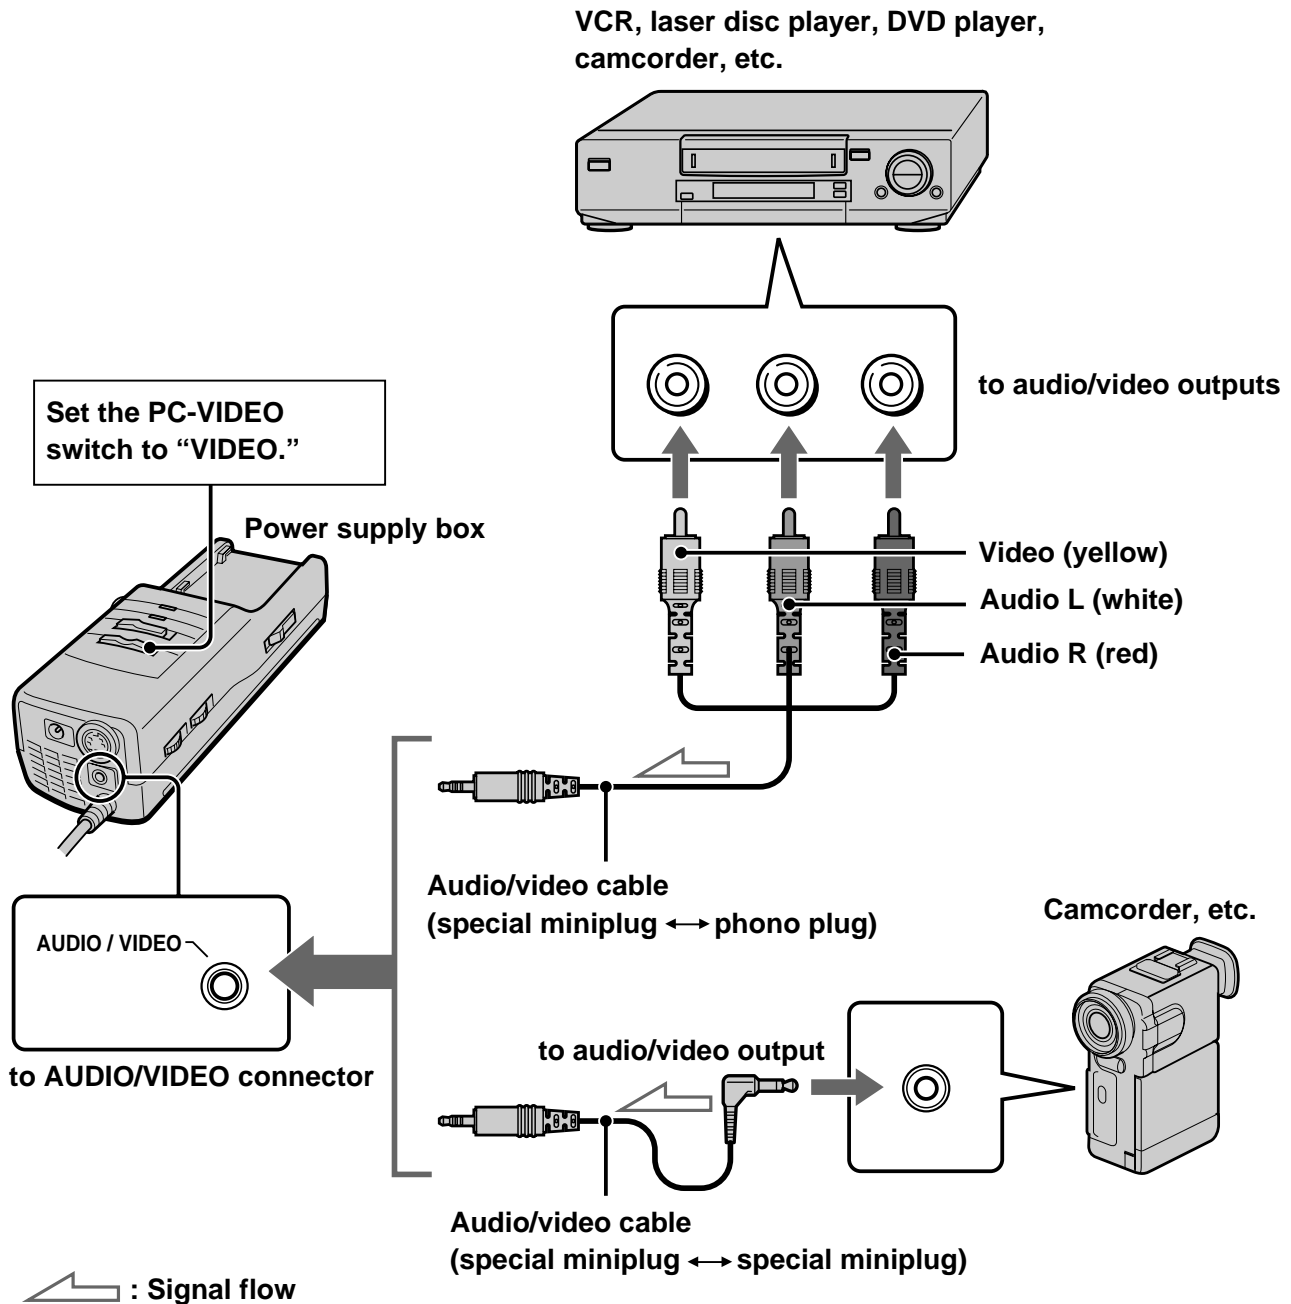 VCR, laser disc player, DVD player,
camcorder, etc.
to audio/video outputs
Set the PC-VIDEO
switch to “VIDEO.”
Power supply box
Video (yellow)
Audio L (white)
Audio R (red)
Audio/video cable
(special miniplug ←→ phono plug)
Camcorder, etc.
AUDIO / VIDEO
to audio/video output
to AUDIO/VIDEO connector
Audio/video cable
(special miniplug ←→ special miniplug)
: Signal flow